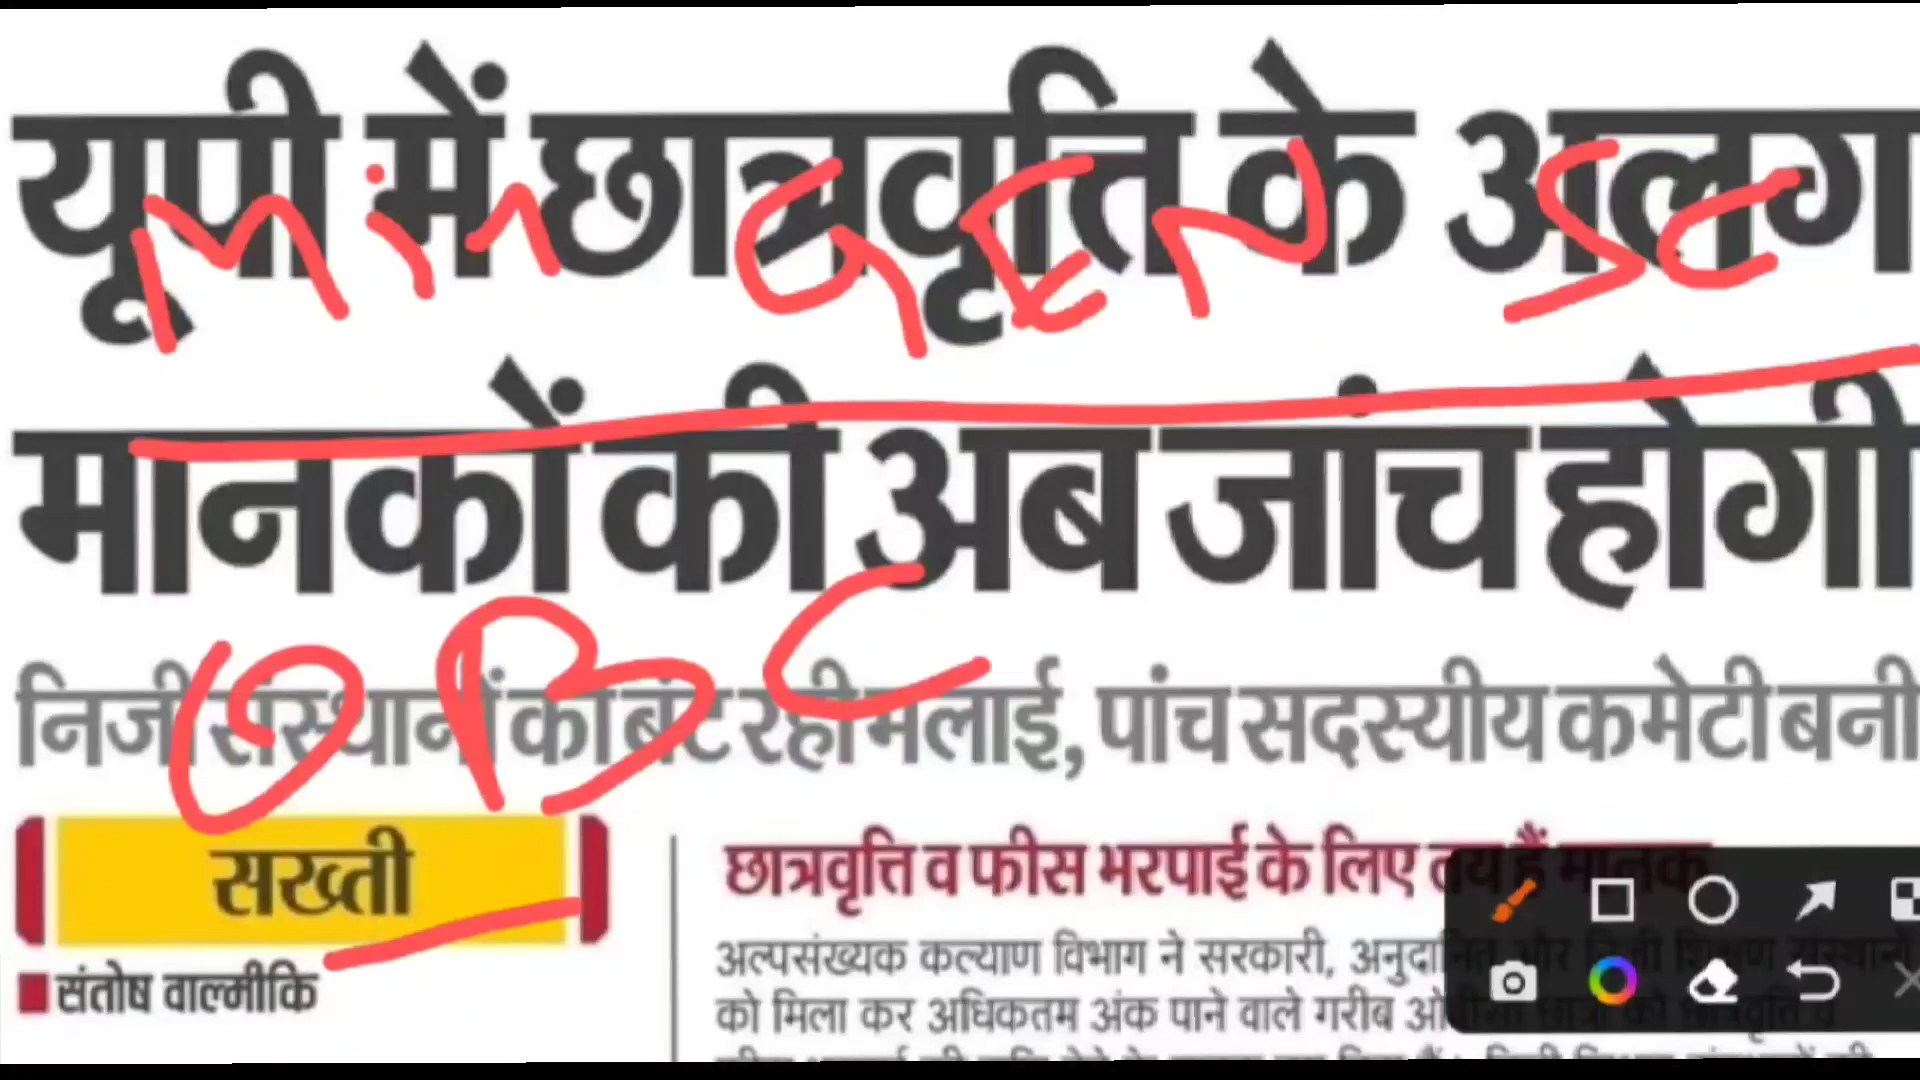 यूपी में छात्रवृत्ति के अलग
मानकों की अब जांच होगी
निजी संस्थानों को बंट रही मलाई, पांच सदस्यीय कमेटी बनी
सख्ती
संतोष वाल्मीकि
छात्रवृत्ति व फीस भरपाई के लिए तय हैं मानक
अल्पसंख्यक कल्याण विभाग ने सरकारी, अनुदानित और निजी शिक्षण संस्थानों
को मिला कर अधिकतम अंक पाने वाले गरीब ओबीसी छात्रों को छात्रवृत्ति व
Min GEN SC
OBC